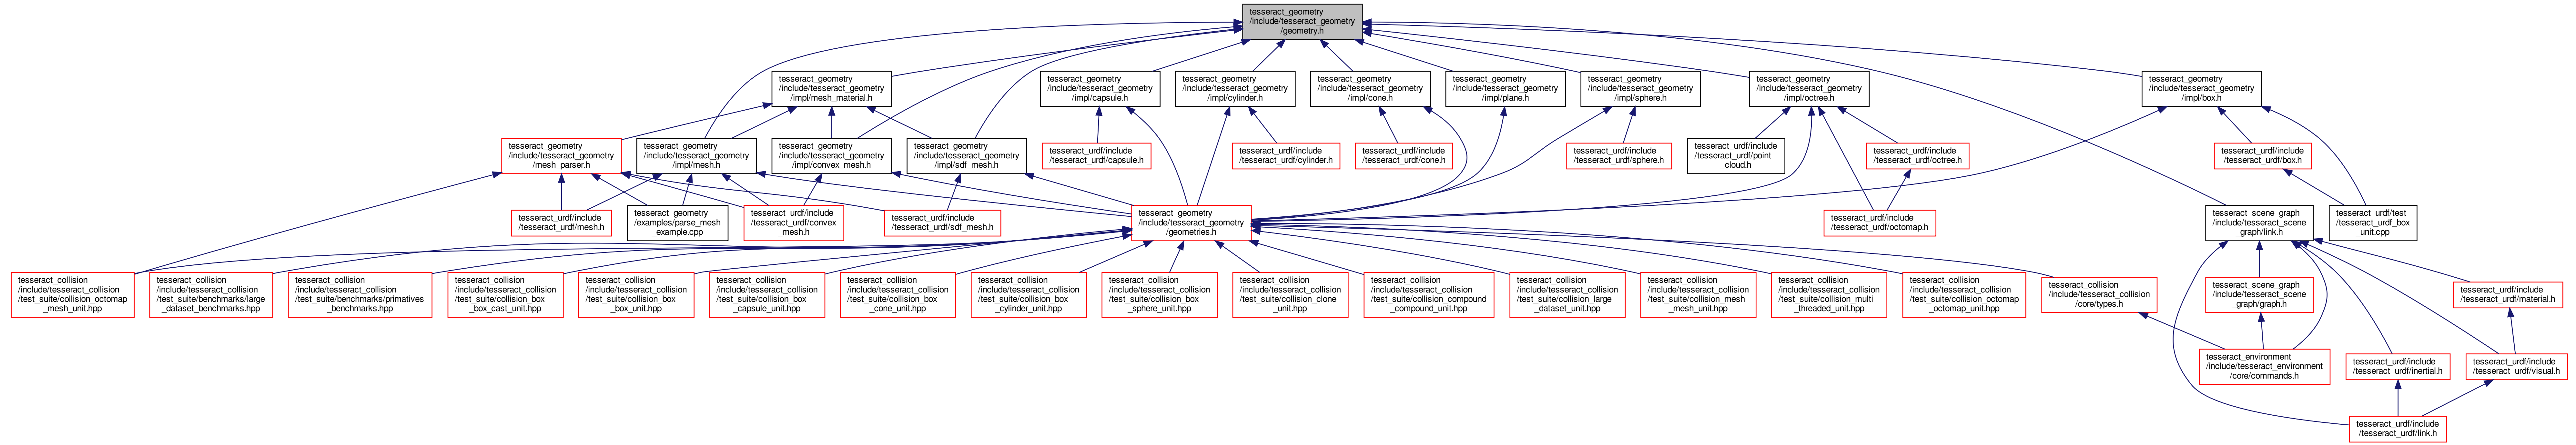 tesseract_geometry
/include/tesseract_geometry
/geometry.h
tesseract_geometry
/include/tesseract_geometry
/impl/mesh_material.h
tesseract_geometry
/include/tesseract_geometry
/impl/capsule.h
tesseract_geometry
/include/tesseract_geometry
/impl/cylinder.h
tesseract_geometry
/include/tesseract_geometry
/impl/cone.h
tesseract_geometry
/include/tesseract_geometry
/impl/plane.h
tesseract_geometry
/include/tesseract_geometry
/impl/sphere.h
tesseract_geometry
/include/tesseract_geometry
/impl/octree.h
tesseract_geometry
/include/tesseract_geometry
/impl/box.h
tesseract_geometry
/include/tesseract_geometry
/mesh_parser.h
tesseract_geometry
/include/tesseract_geometry
/impl/mesh.h
tesseract_geometry
/include/tesseract_geometry
/impl/convex_mesh.h
tesseract_geometry
/include/tesseract_geometry
/impl/sdf_mesh.h
tesseract_urdf/include
/tesseract_urdf/capsule.h
tesseract_urdf/include
/tesseract_urdf/cylinder.h
tesseract_urdf/include
/tesseract_urdf/cone.h
tesseract_urdf/include
/tesseract_urdf/sphere.h
tesseract_urdf/include
/tesseract_urdf/point
_cloud.h
tesseract_urdf/include
/tesseract_urdf/octree.h
tesseract_urdf/include
/tesseract_urdf/box.h
tesseract_urdf/include
/tesseract_urdf/mesh.h
tesseract_geometry
/examples/parse_mesh
_example.cpp
tesseract_urdf/include
/tesseract_urdf/convex
_mesh.h
tesseract_urdf/include
/tesseract_urdf/sdf_mesh.h
tesseract_geometry
/include/tesseract_geometry
/geometries.h
tesseract_urdf/include
/tesseract_urdf/octomap.h
tesseract_scene_graph
/include/tesseract_scene
_graph/link.h
tesseract_urdf/test
/tesseract_urdf_box
_unit.cpp
tesseract_collision
/include/tesseract_collision
/test_suite/collision_octomap
_mesh_unit.hpp
tesseract_collision
/include/tesseract_collision
/test_suite/benchmarks/large
_dataset_benchmarks.hpp
tesseract_collision
/include/tesseract_collision
/test_suite/benchmarks/primatives
_benchmarks.hpp
tesseract_collision
/include/tesseract_collision
/test_suite/collision_box
_box_cast_unit.hpp
tesseract_collision
/include/tesseract_collision
/test_suite/collision_box
_box_unit.hpp
tesseract_collision
/include/tesseract_collision
/test_suite/collision_box
_capsule_unit.hpp
tesseract_collision
/include/tesseract_collision
/test_suite/collision_box
_cone_unit.hpp
tesseract_collision
/include/tesseract_collision
/test_suite/collision_box
_cylinder_unit.hpp
tesseract_collision
/include/tesseract_collision
/test_suite/collision_box
_sphere_unit.hpp
tesseract_collision
/include/tesseract_collision
/test_suite/collision_clone
_unit.hpp
tesseract_collision
/include/tesseract_collision
/test_suite/collision_compound
_compound_unit.hpp
tesseract_collision
/include/tesseract_collision
/test_suite/collision_large
_dataset_unit.hpp
tesseract_collision
/include/tesseract_collision
/test_suite/collision_mesh
_mesh_unit.hpp
tesseract_collision
/include/tesseract_collision
/test_suite/collision_multi
_threaded_unit.hpp
tesseract_collision
/include/tesseract_collision
/test_suite/collision_octomap
_octomap_unit.hpp
tesseract_collision
/include/tesseract_collision
/core/types.h
tesseract_scene_graph
/include/tesseract_scene
_graph/graph.h
tesseract_urdf/include
/tesseract_urdf/material.h
tesseract_environment
/include/tesseract_environment
/core/commands.h
tesseract_urdf/include
/tesseract_urdf/inertial.h
tesseract_urdf/include
/tesseract_urdf/visual.h
tesseract_urdf/include
/tesseract_urdf/link.h